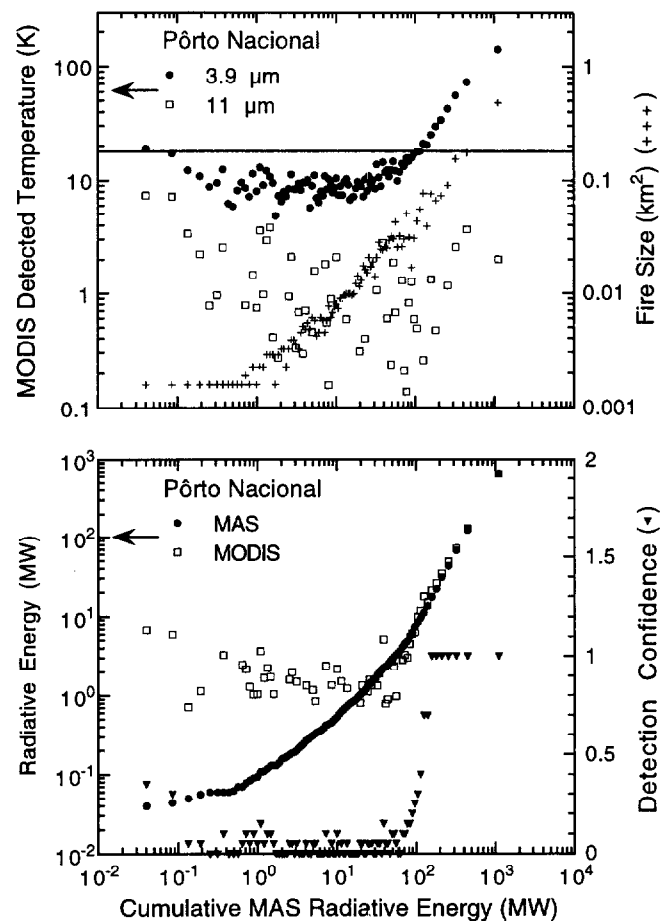 MODIS Detected Temperature (K)
100
10
1
0.1
Pôrto Nacional
3.9 µm
11 µm
1
0.1
0.01
0.001
Fire Size (km²) (+++)
Radiative Energy (MW)
10³
10²
10¹
10⁰
10⁻¹
10⁻²
Pôrto Nacional
MAS
MODIS
2
1.5
1
0.5
0
Detection Confidence (▼)
10⁻² 10⁻¹ 10⁰ 10¹ 10² 10³ 10⁴
Cumulative MAS Radiative Energy (MW)